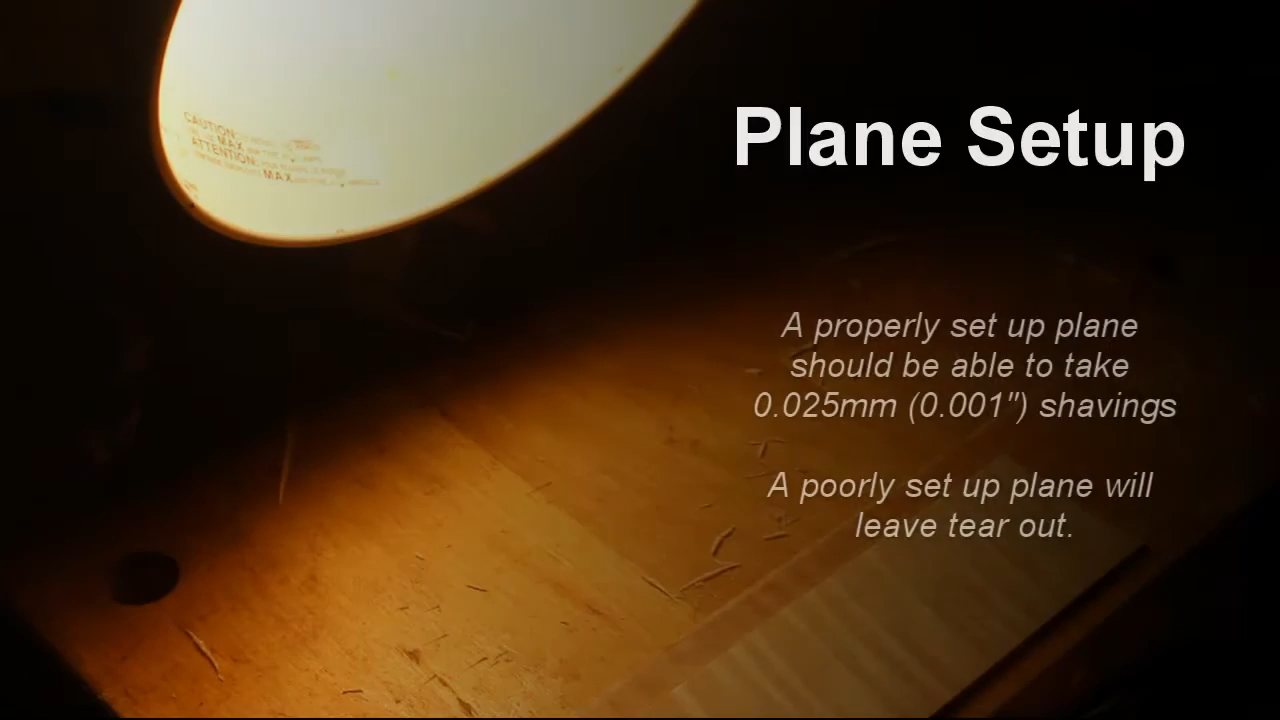 Plane Setup
A properly set up plane
should be able to take
0.025mm (0.001") shavings
A poorly set up plane will
leave tear out.
CAUTION
MAX
ATTENTION
MAX